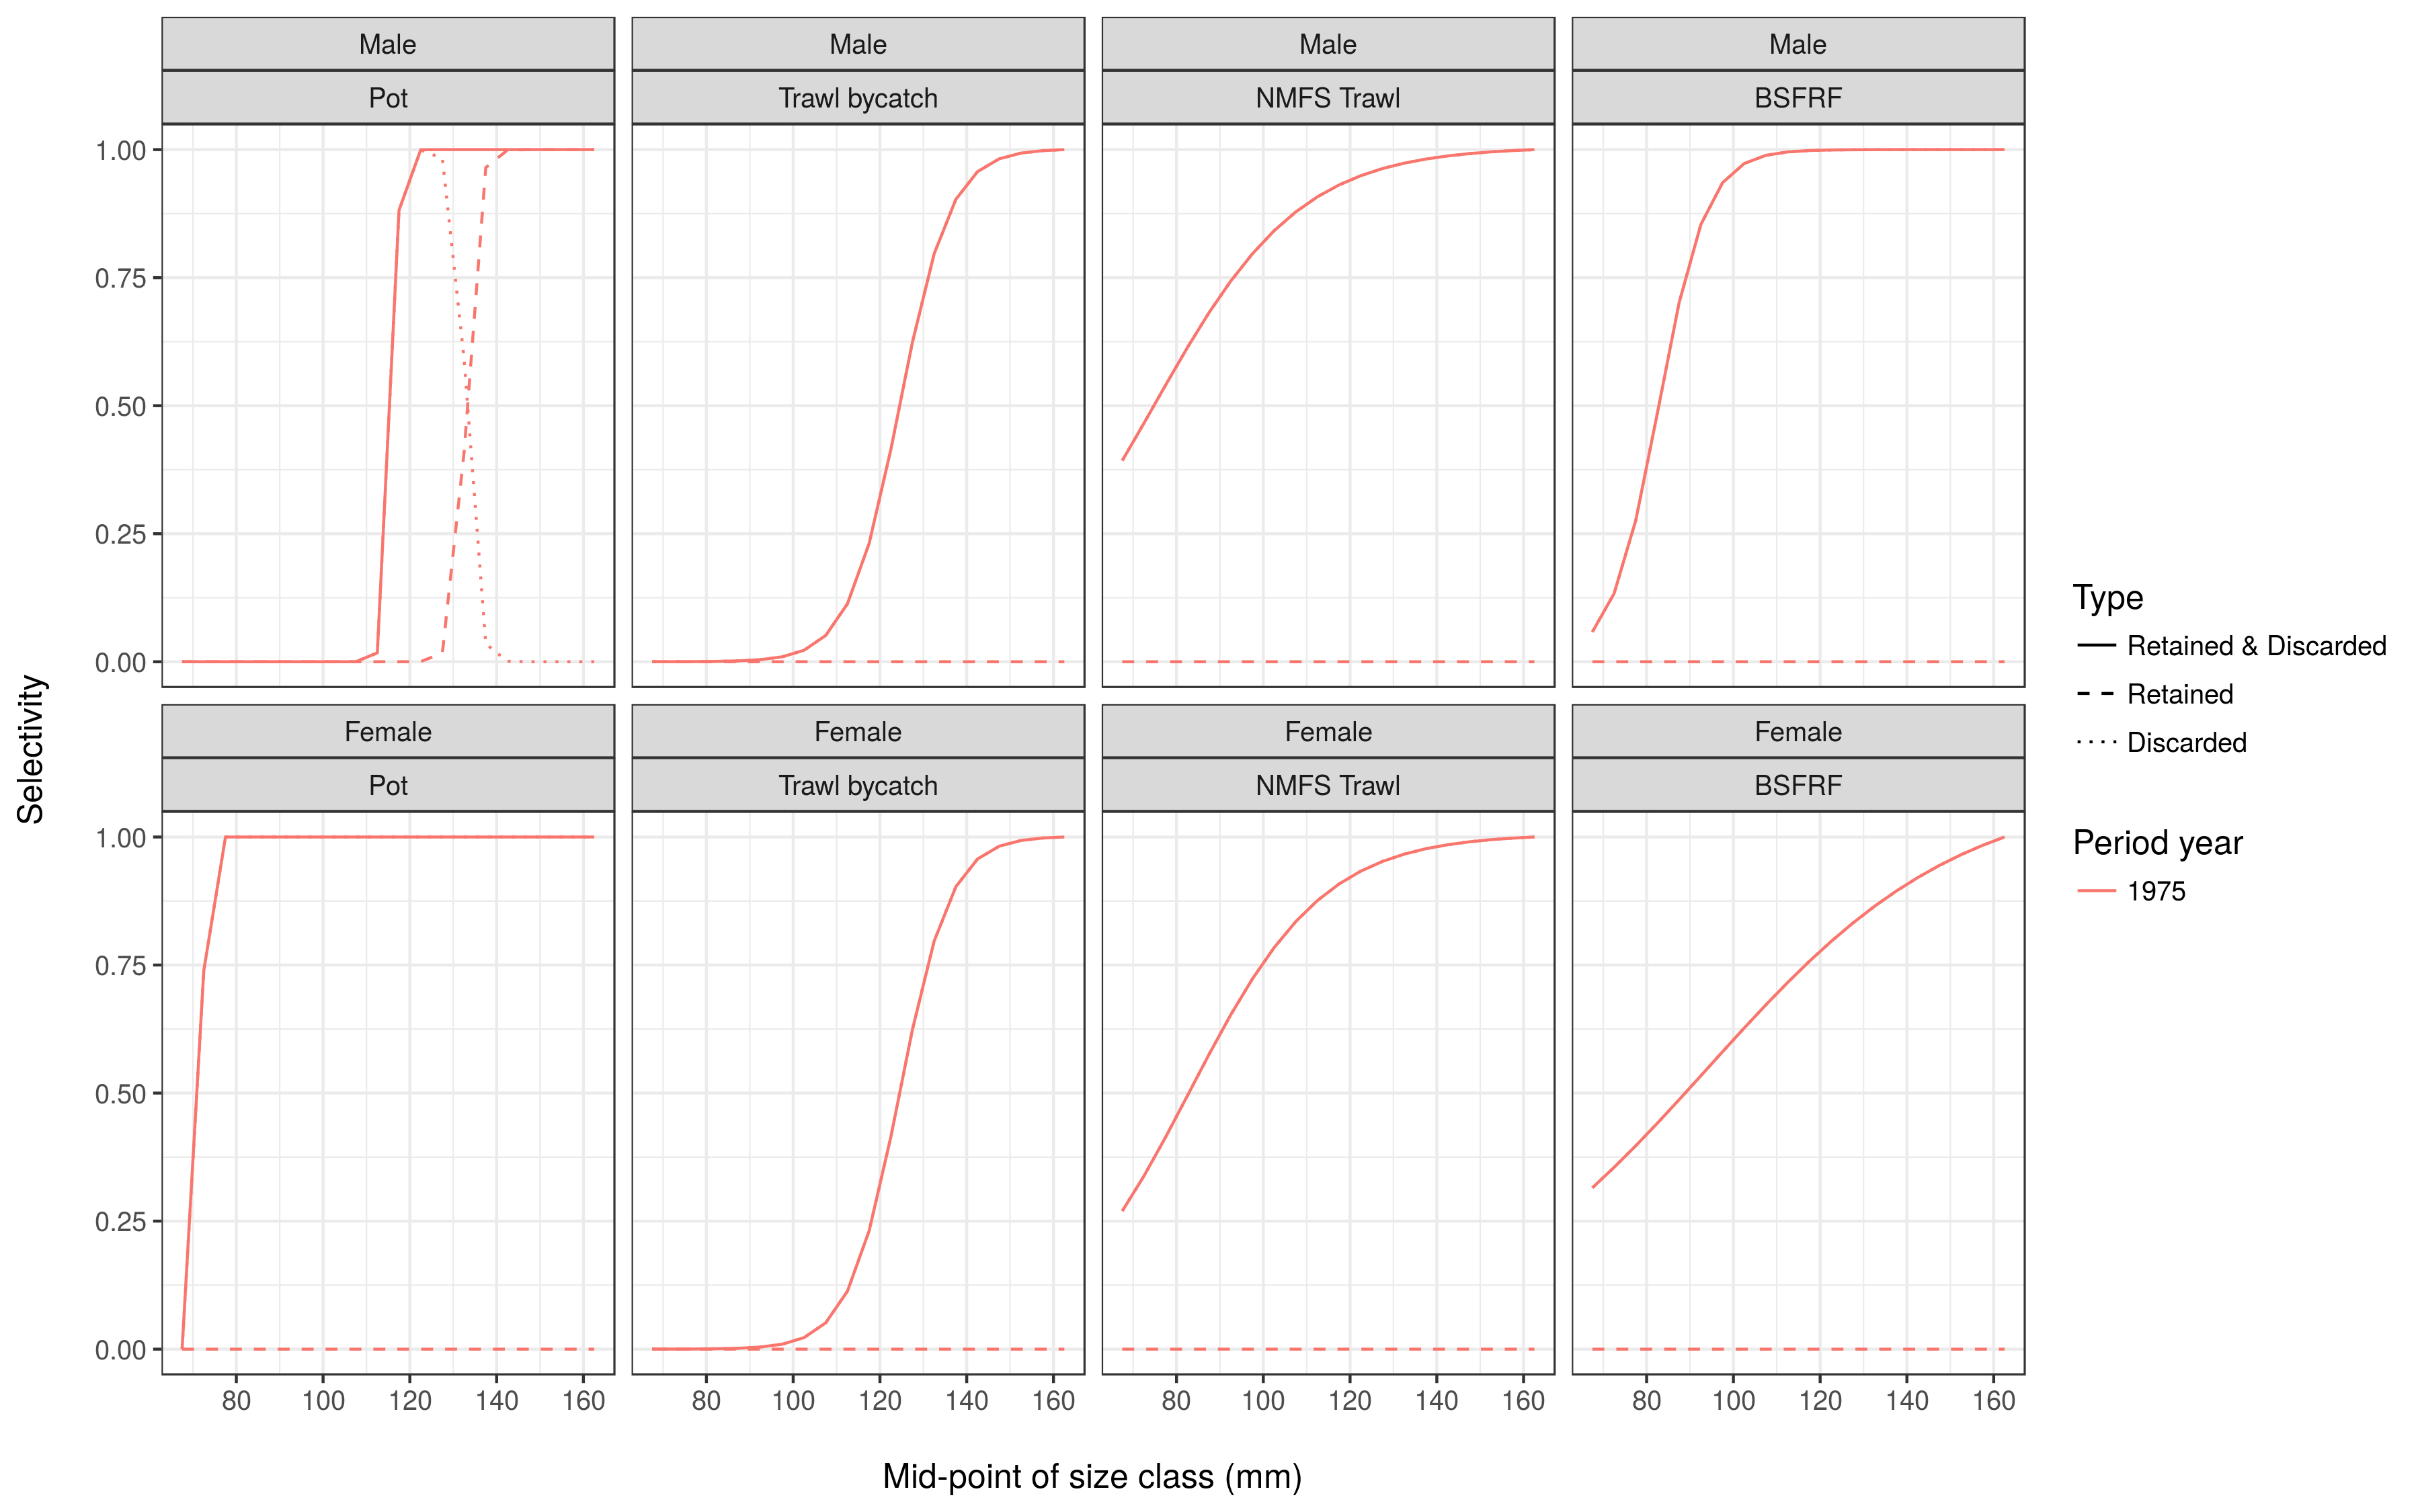 Male Male Male Male
Pot Trawl bycatch NMFS Trawl BSFRF
1.00
0.75
0.50
0.25
0.00
Female Female Female Female
Pot Trawl bycatch NMFS Trawl BSFRF
1.00
0.75
0.50
0.25
0.00
80 100 120 140 160 80 100 120 140 160 80 100 120 140 160 80 100 120 140 160
Mid-point of size class (mm)
Selectivity
Type
Retained & Discarded
Retained
Discarded
Period year
1975